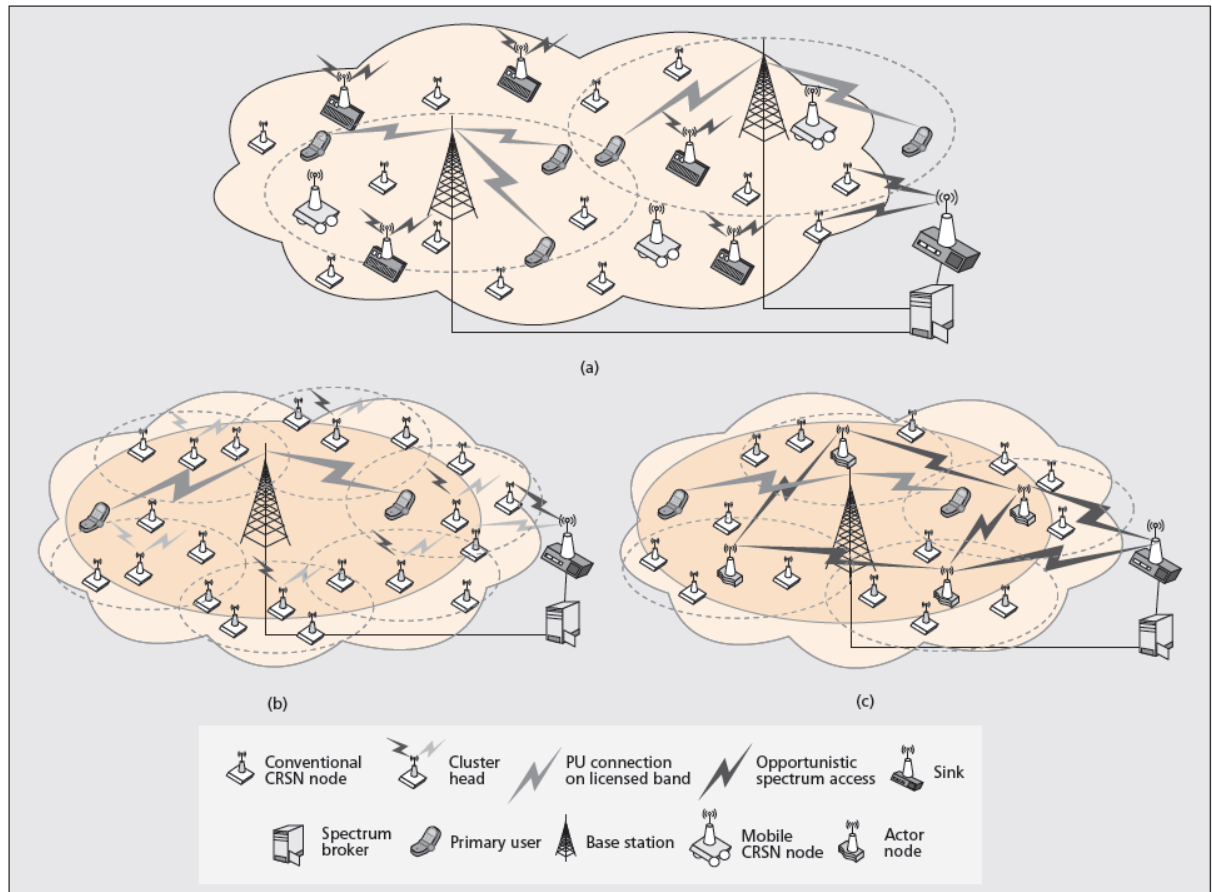 (a)
(b)
(c)
Conventional
CRSN node
Cluster
head
PU connection
on licensed band
Opportunistic
spectrum access
Sink
Spectrum
broker
Primary user
Base station
Mobile
CRSN node
Actor
node